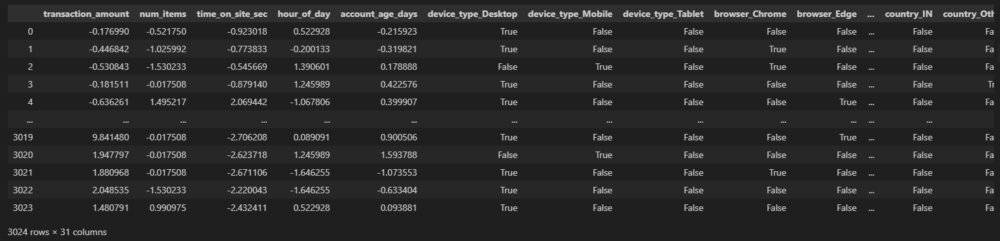 transaction_amount num_items time_on_site_sec hour_of_day account_age_days device_type_Desktop device_type_Mobile device_type_Tablet browser_Chrome browser_Edge ... country_IN country_Oth
0 -0.176990 -0.521750 -0.923018 0.522928 -0.215923 True False False False False ... False Fa
1 -0.446842 -1.025992 -0.773833 -0.200133 -0.319821 True False False True False ... False Fa
2 -0.530843 -1.530233 -0.545669 1.390601 0.178888 False True False True False ... False Fa
3 -0.181511 -0.017508 -0.879140 1.245989 0.422576 True False False False False ... False Tr
4 -0.636261 1.495217 2.069442 -1.067806 0.399907 True False False False True ... False Fa
... ... ... ... ... ... ... ... ... ... ... ... ...
3019 9.841480 -0.017508 -2.706208 0.089091 0.900506 True False False False True ... False Fa
3020 1.947797 -0.017508 -2.623718 1.245989 1.593788 False True False False False ... False Fa
3021 1.880968 -0.017508 -2.671106 -1.646255 -1.073553 True False False True False ... False Fa
3022 2.048535 -1.530233 -2.220043 -1.646255 -0.633404 True False False False False ... False Fa
3023 1.480791 0.990975 -2.432411 0.522928 0.093881 True False False False False ... False Fa
3024 rows × 31 columns